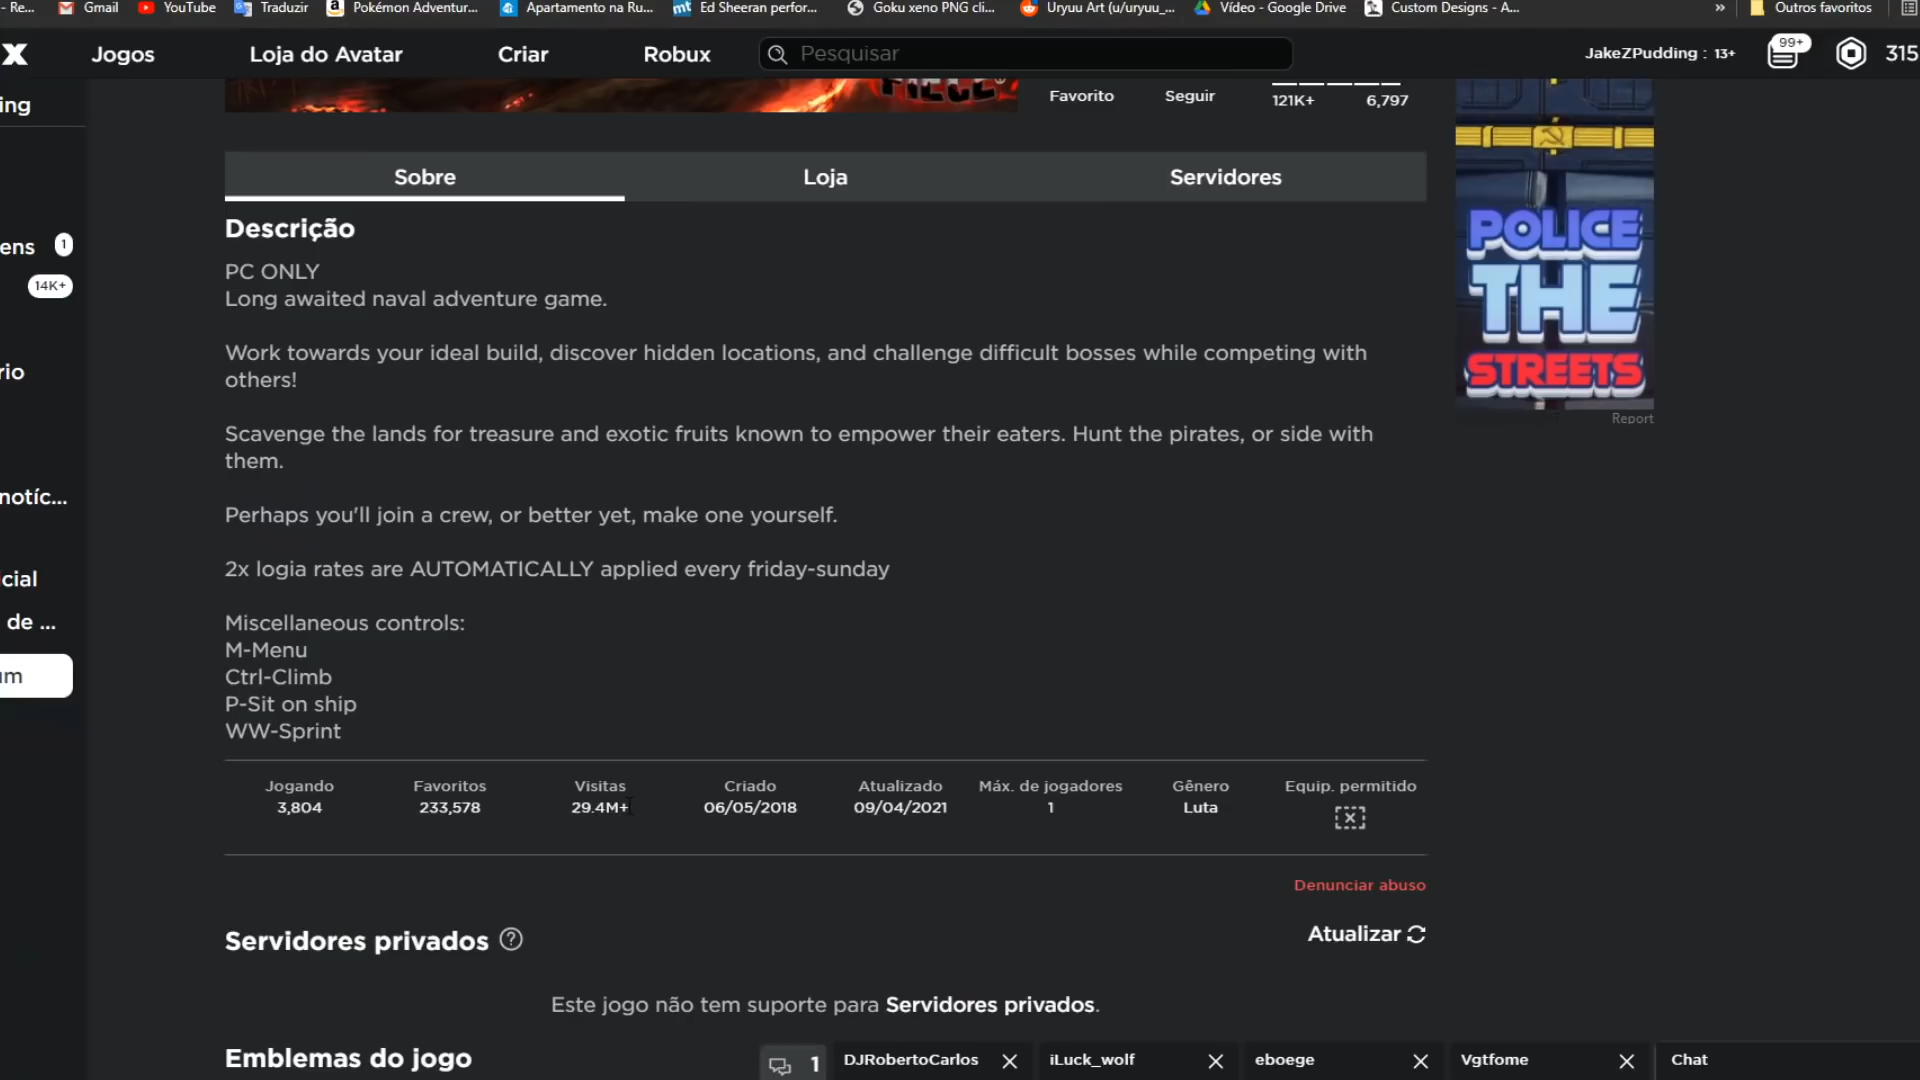 - Re...
Gmail
YouTube
Traduzir
Pokémon Adventur...
Apartamento na Ru...
Ed Sheeran perfor...
Goku xeno PNG cli...
Uryuu Art (u/uryuu_...
Vídeo - Google Drive
Custom Designs - A...
»
Outros favoritos
Jogos
Loja do Avatar
Criar
Robux
Pesquisar
JakeZPudding : 13+
99+
315
ing
ens
1
14K+
rio
notíc...
cial
de ...
um
PIECE
Favorito
Seguir
121K+
6,797
Sobre
Loja
Servidores
Descrição
PC ONLY
Long awaited naval adventure game.
Work towards your ideal build, discover hidden locations, and challenge difficult bosses while competing with
others!
Scavenge the lands for treasure and exotic fruits known to empower their eaters. Hunt the pirates, or side with
them.
Perhaps you'll join a crew, or better yet, make one yourself.
2x logia rates are AUTOMATICALLY applied every friday-sunday
Miscellaneous controls:
M-Menu
Ctrl-Climb
P-Sit on ship
WW-Sprint
Jogando
3,804
Favoritos
233,578
Visitas
29.4M+
Criado
06/05/2018
Atualizado
09/04/2021
Máx. de jogadores
1
Gênero
Luta
Equip. permitido
Denunciar abuso
Servidores privados
Atualizar
Este jogo não tem suporte para Servidores privados.
Emblemas do jogo
1
DJRobertoCarlos
iLuck_wolf
eboege
Vgtfome
Chat
POLICE
THE
STREETS
Report